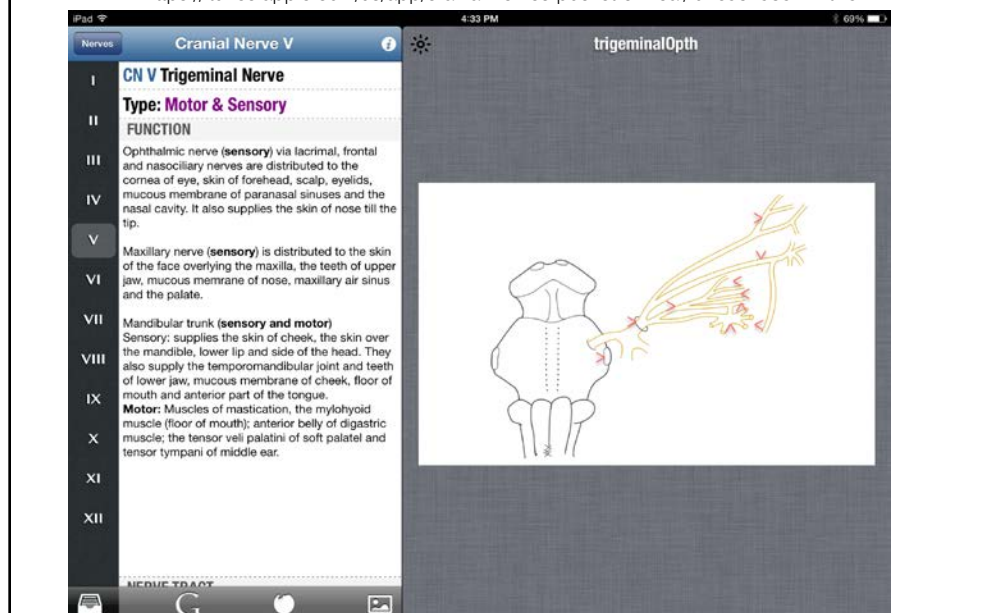 iPad
4:33 PM
69%
Nerves
Cranial Nerve V
trigeminalOpth
I
II
III
IV
V
VI
VII
VIII
IX
X
XI
XII
CN V Trigeminal Nerve
Type: Motor & Sensory
FUNCTION
Ophthalmic nerve (sensory) via lacrimal, frontal
and nasociliary nerves are distributed to the
cornea of eye, skin of forehead, scalp, eyelids,
mucous membrane of paranasal sinuses and the
nasal cavity. It also supplies the skin of nose till the
tip.
Maxillary nerve (sensory) is distributed to the skin
of the face overlying the maxilla, the teeth of upper
jaw, mucous memrane of nose, maxillary air sinus
and the palate.
Mandibular trunk (sensory and motor)
Sensory: supplies the skin of cheek, the skin over
the mandible, lower lip and side of the head. They
also supply the temporomandibular joint and teeth
of lower jaw, mucous membrane of cheek, floor of
mouth and anterior part of the tongue.
Motor: Muscles of mastication, the mylohyoid
muscle (floor of mouth); anterior belly of digastric
muscle; the tensor veli palatini of soft palatel and
tensor tympani of middle ear.
NERVE TRACT
G